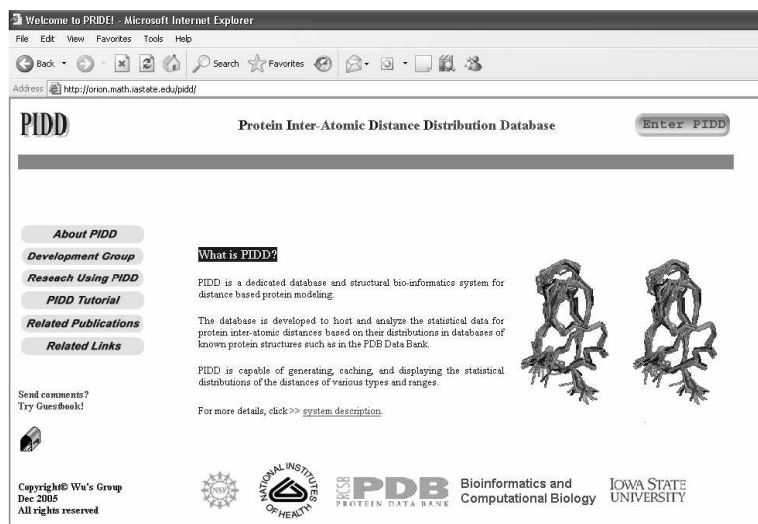 Welcome to PRIDE! - Microsoft Internet Explorer
File Edit View Favorites Tools Help
Back Search Favorites
Address http://orion.math.iastate.edu/pidd/
PIDD
Protein Inter-Atomic Distance Distribution Database
Enter PIDD
About PIDD
Development Group
Reseach Using PIDD
PIDD Tutorial
Related Publications
Related Links
Send comments?
Try Guestbook!
Copyright© Wu's Group
Dec 2005
All rights reserved
What is PIDD?
PIDD is a dedicated database and structural bio-informatics system for
distance based protein modeling.
The database is developed to host and analyze the statistical data for
protein inter-atomic distances based on their distributions in databases of
known protein structures such as in the PDB Data Bank.
PIDD is capable of generating, caching, and displaying the statistical
distributions of the distances of various types and ranges.
For more details, click >> system description.
NSF
NATIONAL INSTITUTES OF HEALTH
RCSB PDB
PROTEIN DATA BANK
Bioinformatics and
Computational Biology
IOWA STATE
UNIVERSITY